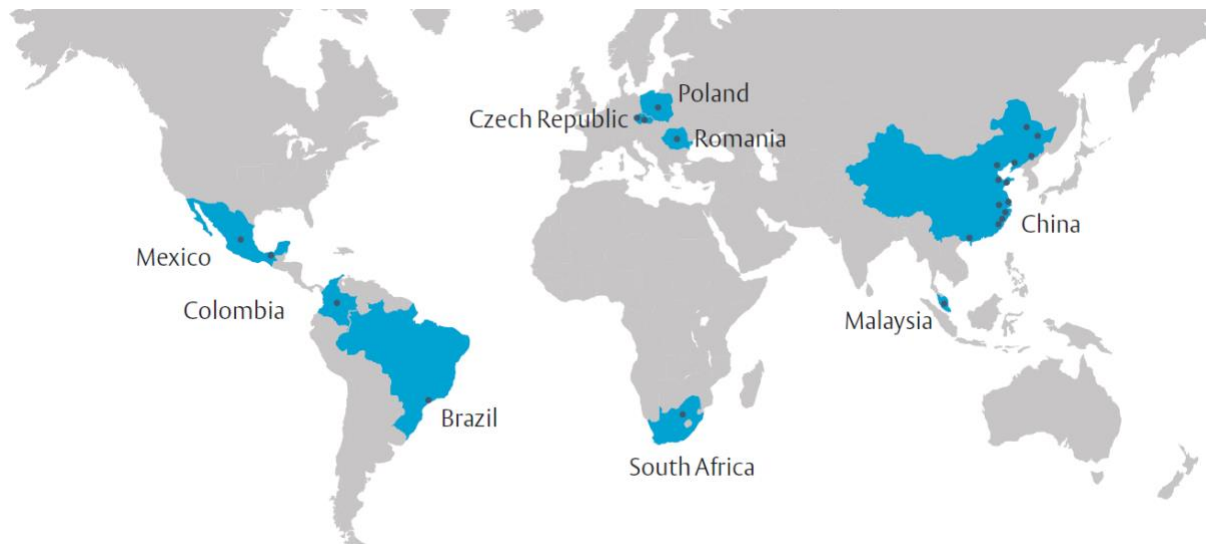 Poland
Czech Republic
Romania
China
Mexico
Colombia
Malaysia
Brazil
South Africa